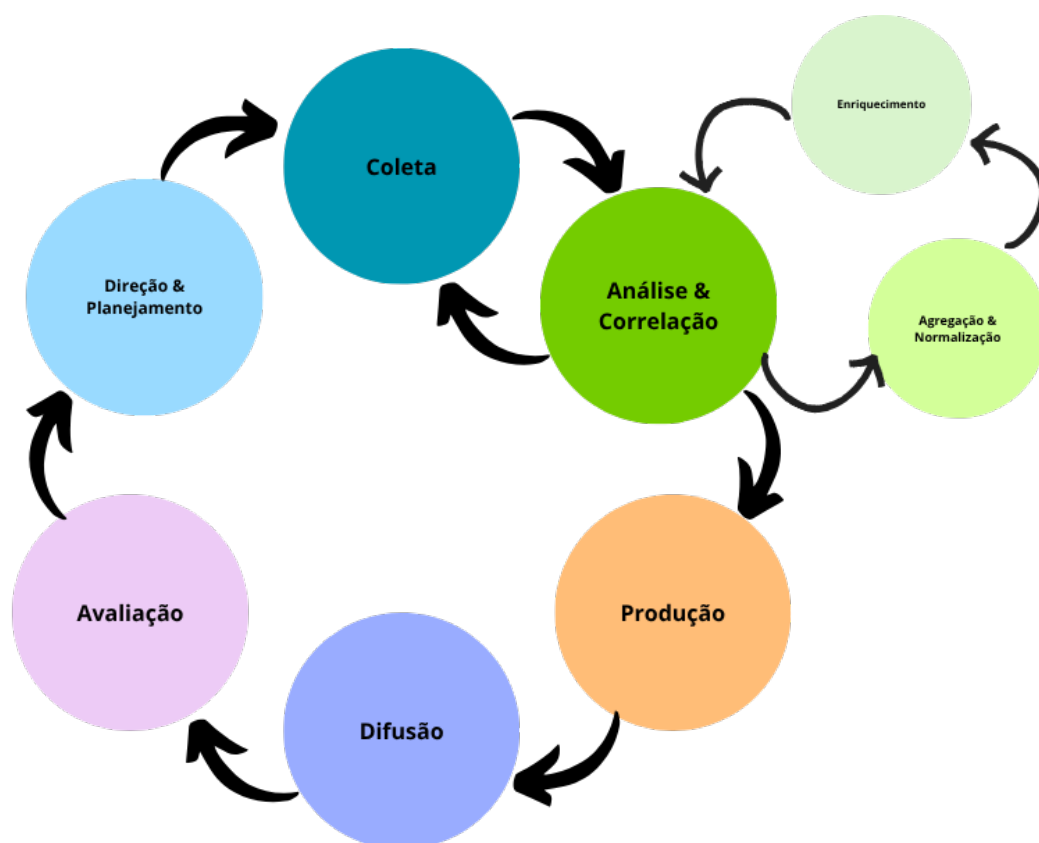 Enriquecimento
Coleta
Direção &
Planejamento
Análise &
Correlação
Agregação &
Normalização
Avaliação
Produção
Difusão